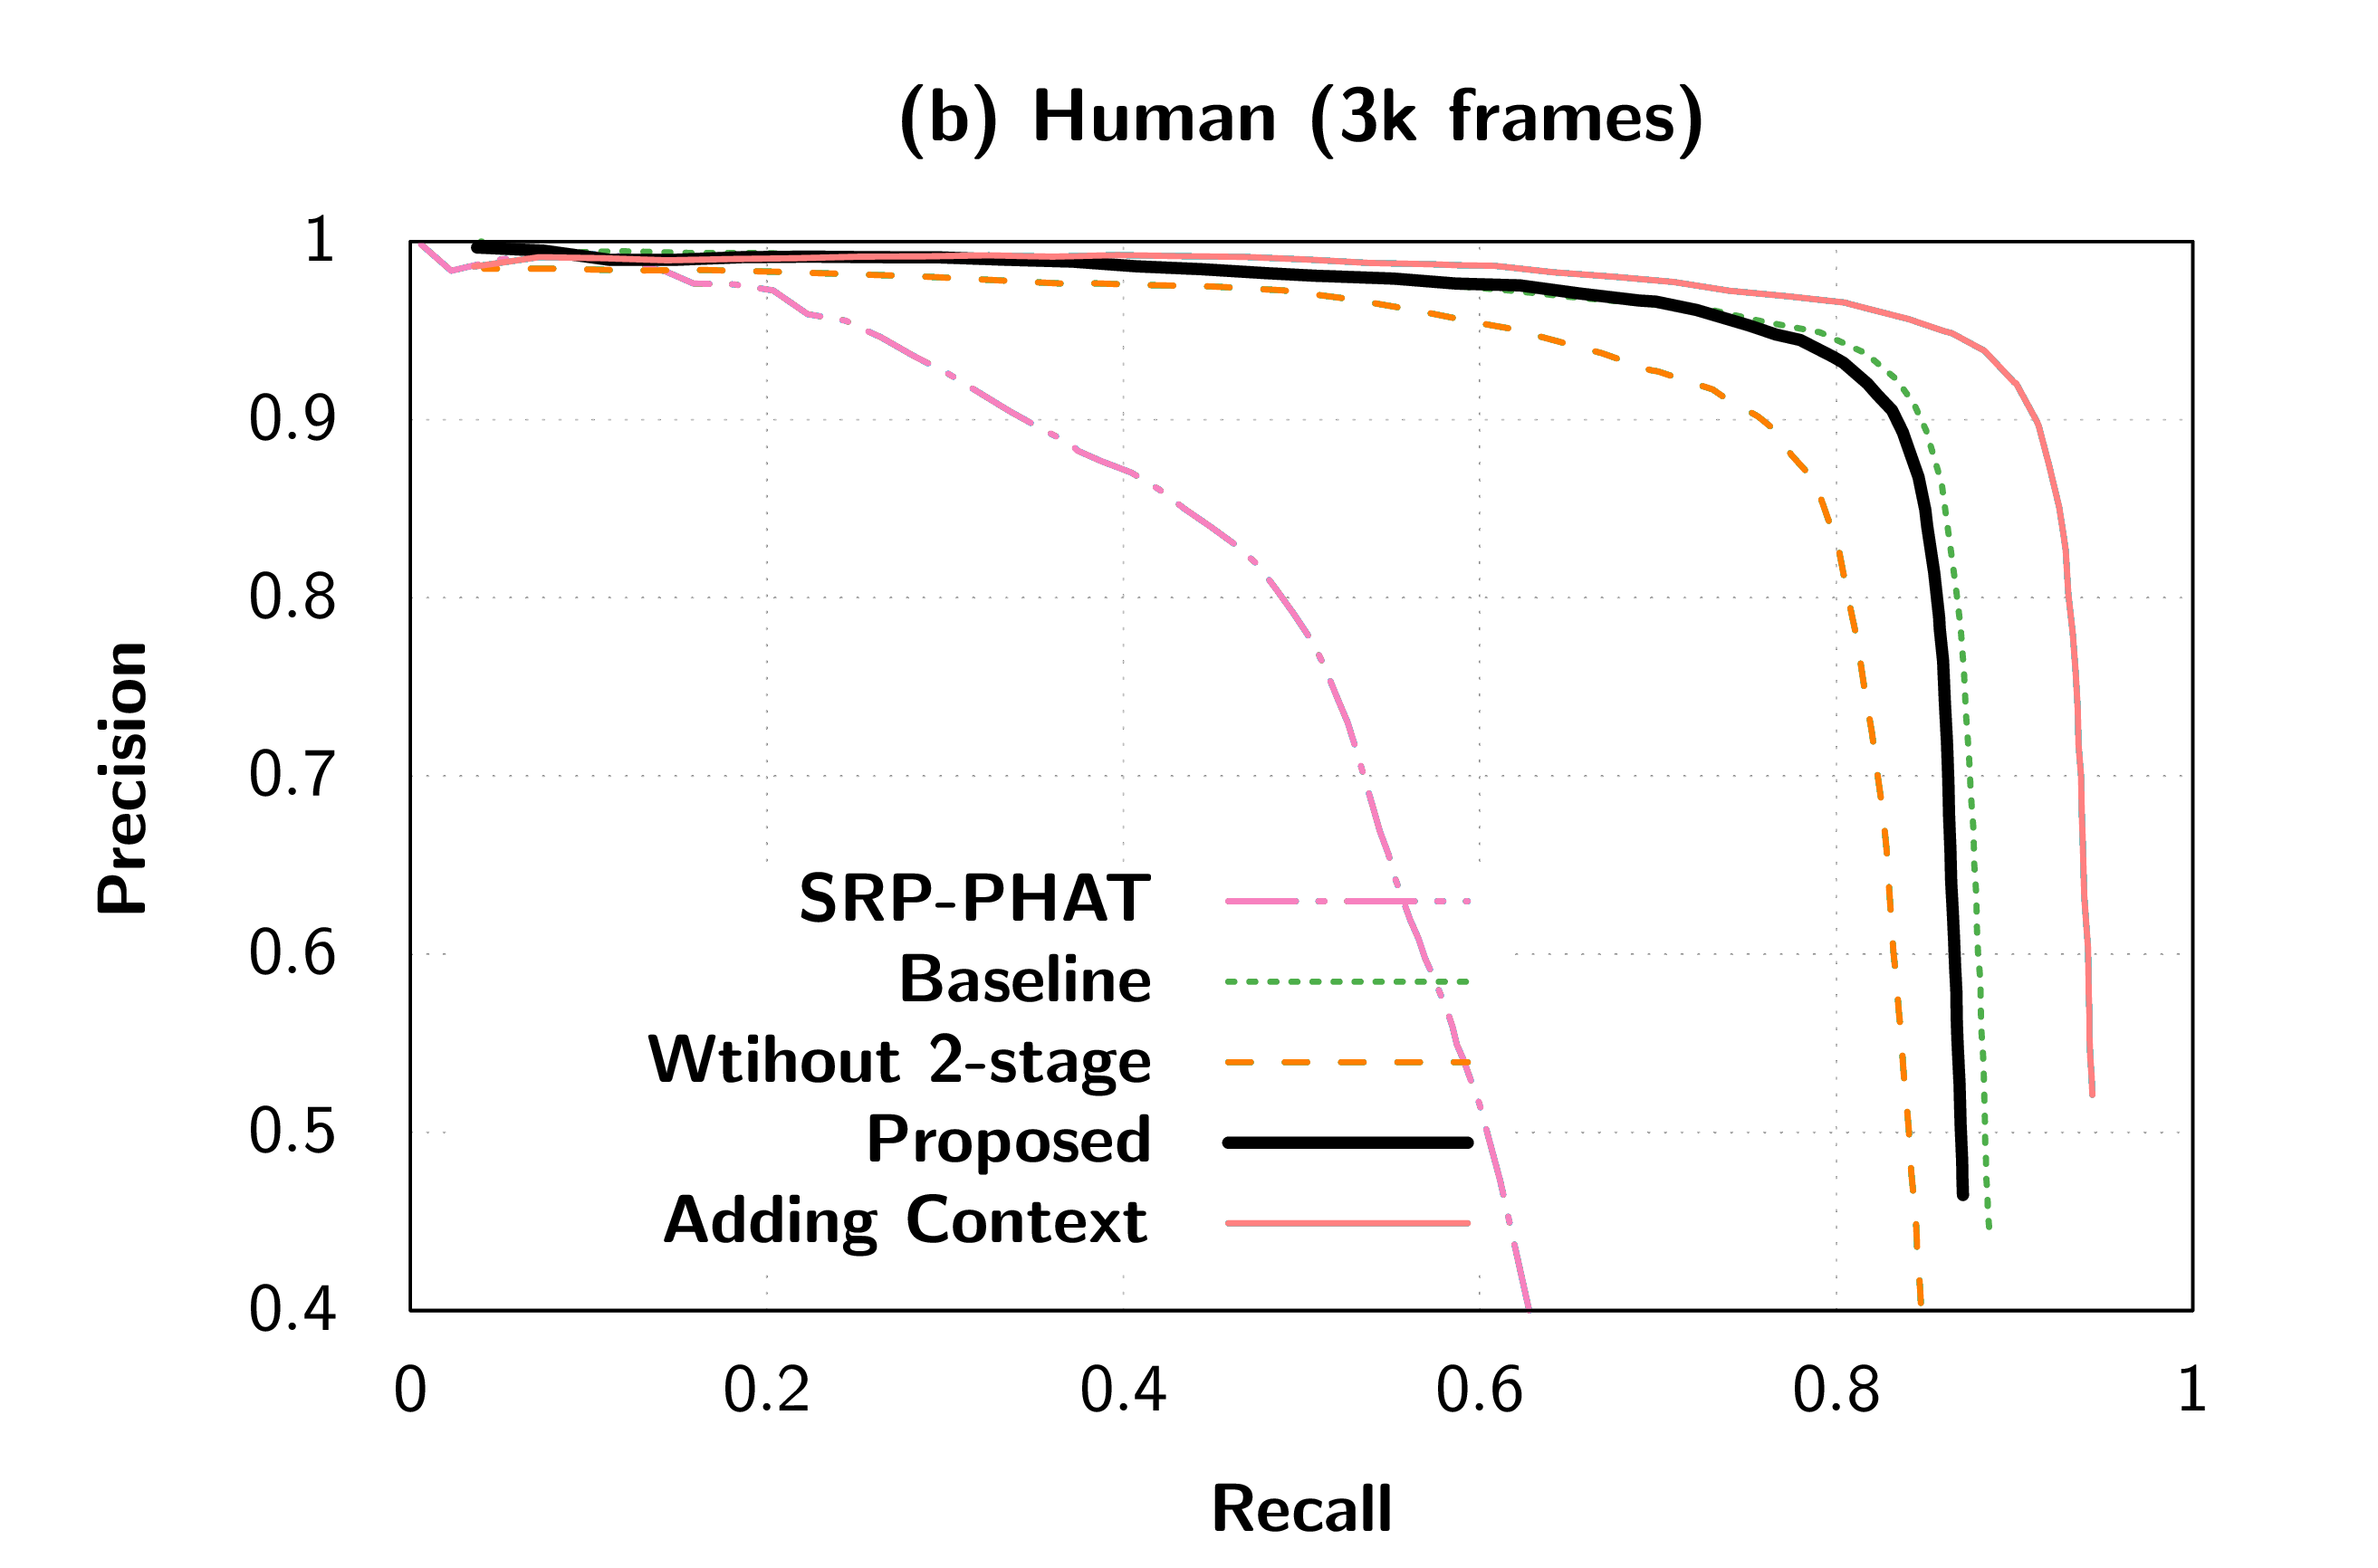 (b) Human (3k frames)
1
0.9
0.8
0.7
0.6
0.5
0.4
Precision
SRP-PHAT
Baseline
Wtihout 2-stage
Proposed
Adding Context
0 0.2 0.4 0.6 0.8 1
Recall